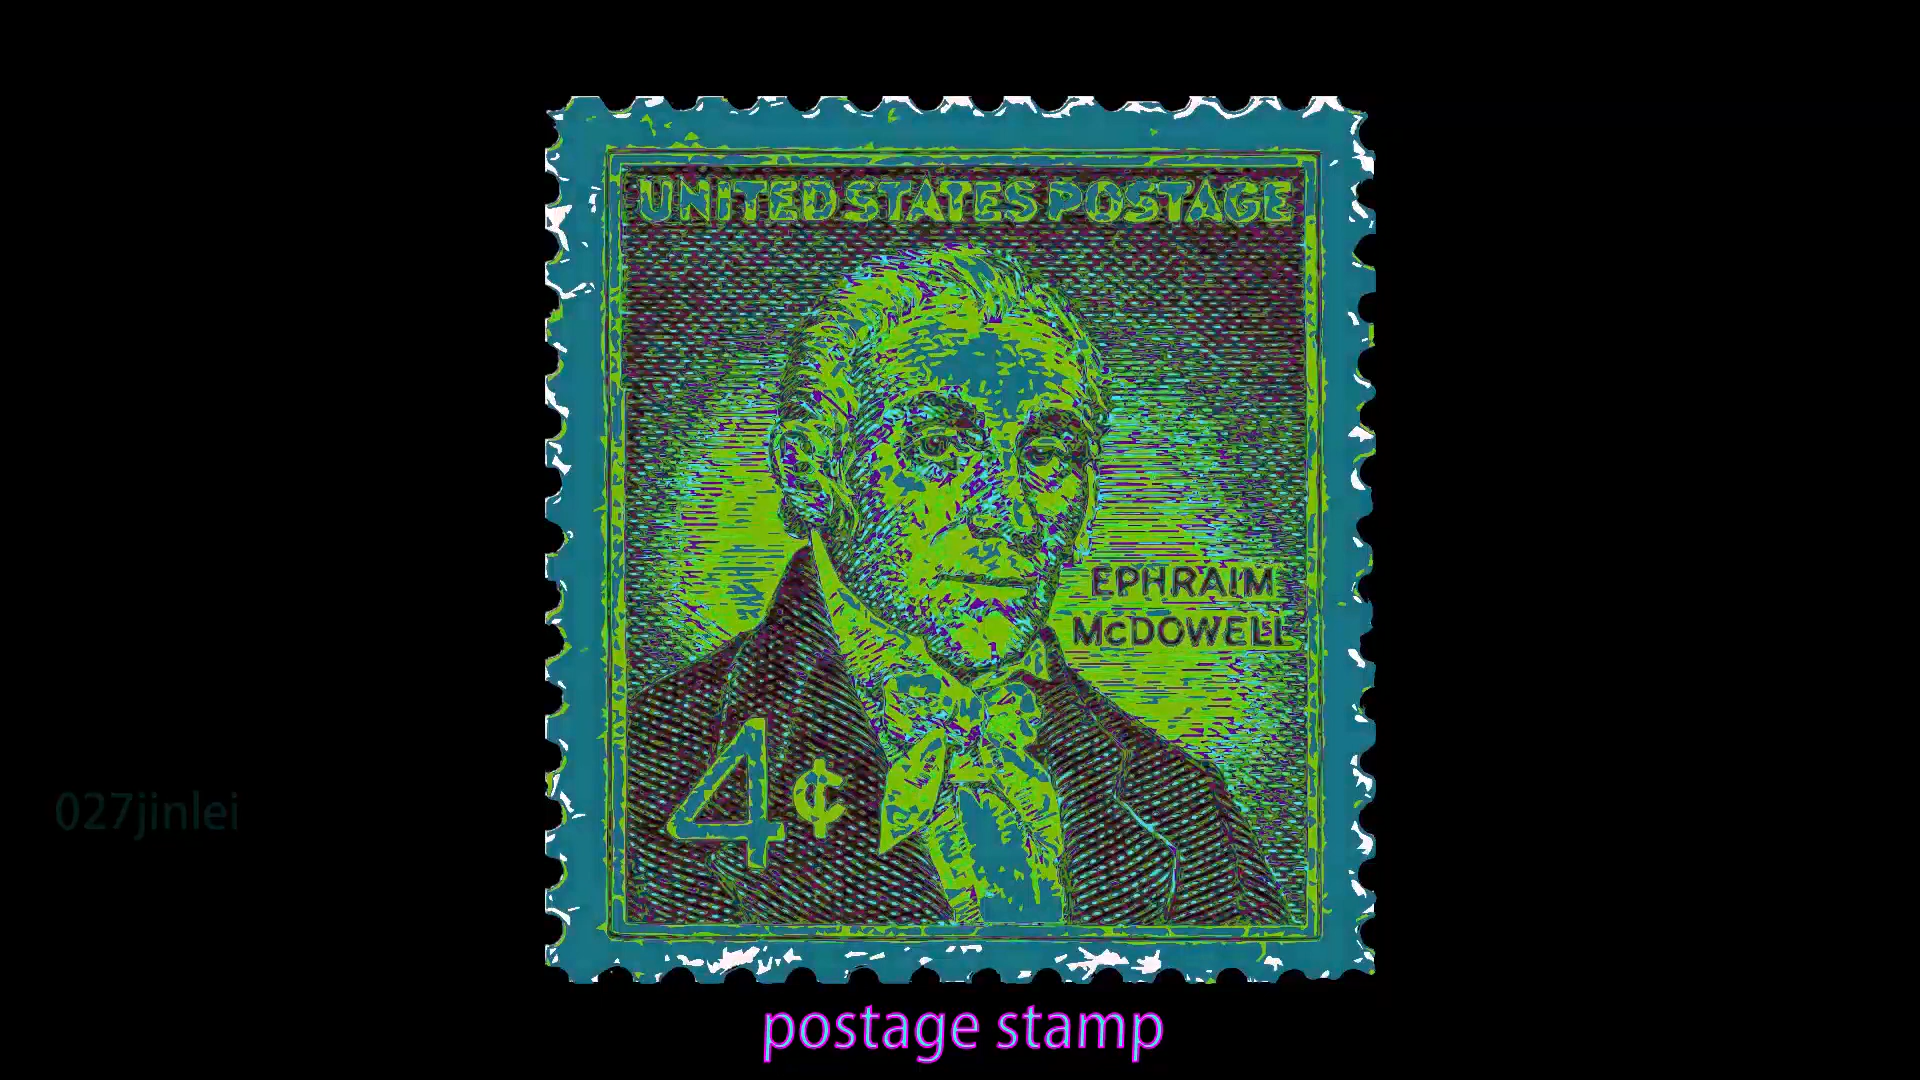 UNITED STATES POSTAGE
EPHRAIM
McDOWELL
4¢
027jinlei
postage stamp